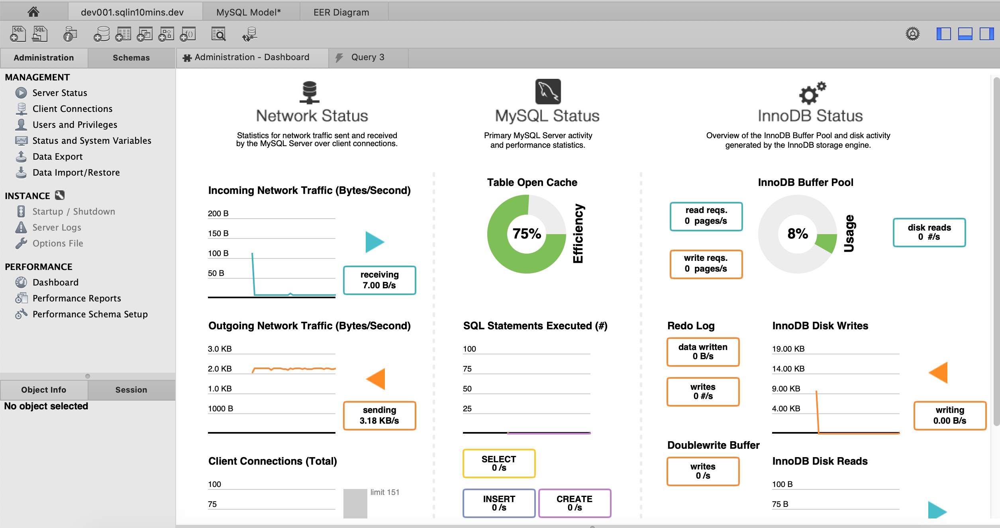 dev001.sqlin10mins.dev
MySQL Model*
EER Diagram
SQL
SQL
f()
Administration
Schemas
Administration - Dashboard
Query 3
MANAGEMENT
Server Status
Client Connections
Users and Privileges
Status and System Variables
Data Export
Data Import/Restore
INSTANCE
Startup / Shutdown
Server Logs
Options File
PERFORMANCE
Dashboard
Performance Reports
Performance Schema Setup
Object Info
Session
No object selected
Network Status
Statistics for network traffic sent and received
by the MySQL Server over client connections.
Incoming Network Traffic (Bytes/Second)
200 B
150 B
100 B
50 B
receiving
7.00 B/s
Outgoing Network Traffic (Bytes/Second)
3.0 KB
2.0 KB
1.0 KB
1000 B
sending
3.18 KB/s
Client Connections (Total)
100
75
limit 151
MySQL Status
Primary MySQL Server activity
and performance statistics.
Table Open Cache
75%
Efficiency
SQL Statements Executed (#)
100
75
50
25
SELECT
0 /s
INSERT
0 /s
CREATE
0 /s
InnoDB Status
Overview of the InnoDB Buffer Pool and disk activity
generated by the InnoDB storage engine.
InnoDB Buffer Pool
read reqs.
0 pages/s
write reqs.
0 pages/s
8%
Usage
disk reads
0 #/s
Redo Log
data written
0 B/s
writes
0 #/s
Doublewrite Buffer
writes
0 /s
InnoDB Disk Writes
19.00 KB
14.00 KB
9.00 KB
4.00 KB
writing
0.00 B/s
InnoDB Disk Reads
100 B
75 B